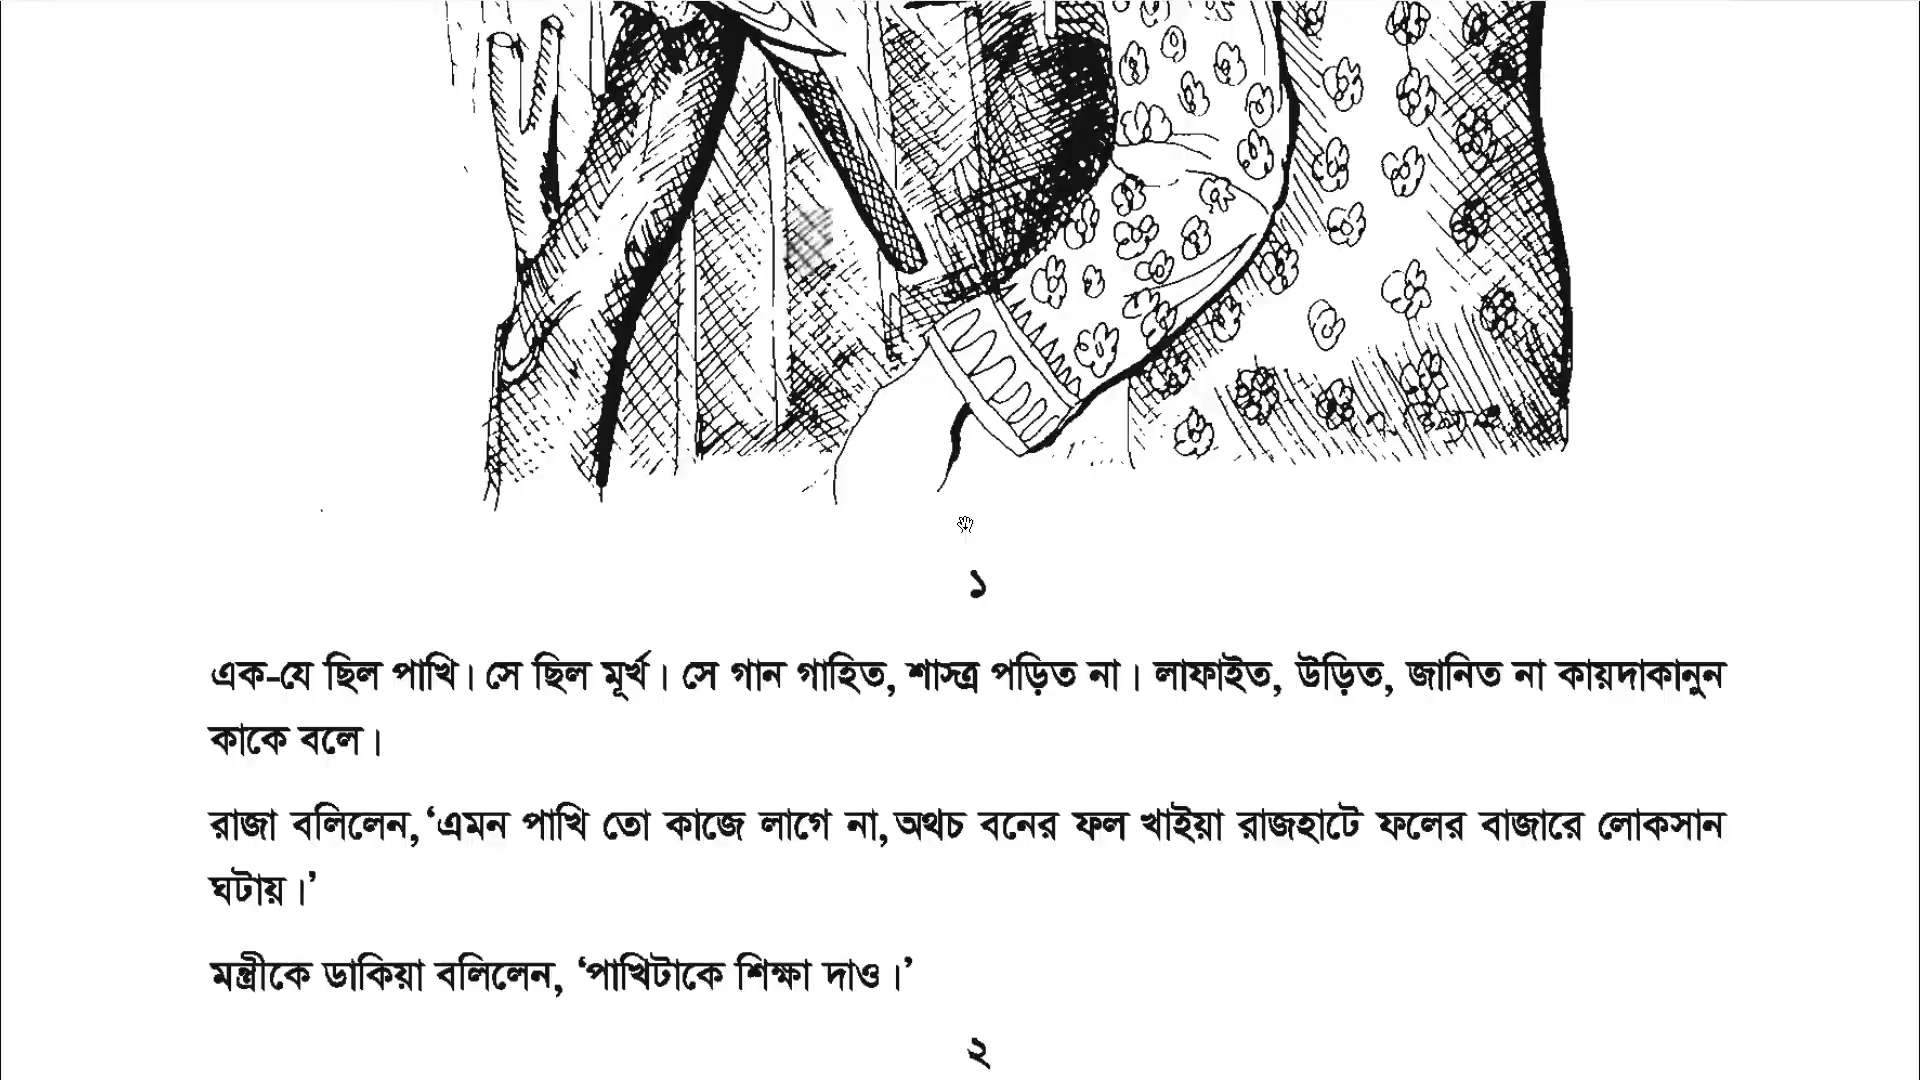 ১
এক-যে ছিল পাখি। সে ছিল মূর্খ। সে গান গাহিত, শাস্ত্র পড়িত না। লাফাইত, উড়িত, জানিত না কায়দাকানুন
কাকে বলে।
রাজা বলিলেন, ‘এমন পাখি তো কাজে লাগে না, অথচ বনের ফল খাইয়া রাজহাটে ফলের বাজারে লোকসান
ঘটায়।’
মন্ত্রীকে ডাকিয়া বলিলেন, ‘পাখিটাকে শিক্ষা দাও।’
২